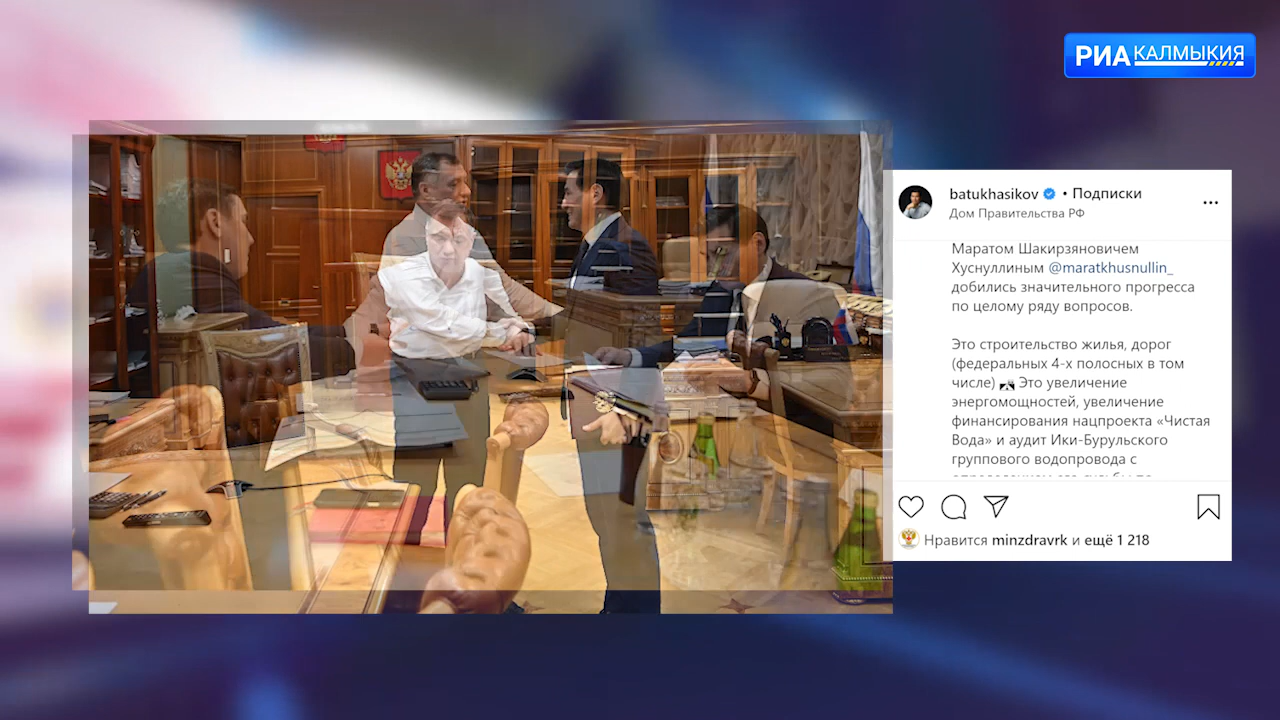 РИА КАЛМЫКИЯ
batukhasikov • Подписки
Дом Правительства РФ
Маратом Шакирзяновичем
Хуснуллиным @maratkhusnullin_
добились значительного прогресса
по целому ряду вопросов.
Это строительство жилья, дорог
(федеральных 4-х полосных в том
числе) Это увеличение
энергомощностей, увеличение
финансирования нацпроекта «Чистая
Вода» и аудит Ики-Бурульского
группового водопровода с
Нравится minzdravrk и ещё 1 218